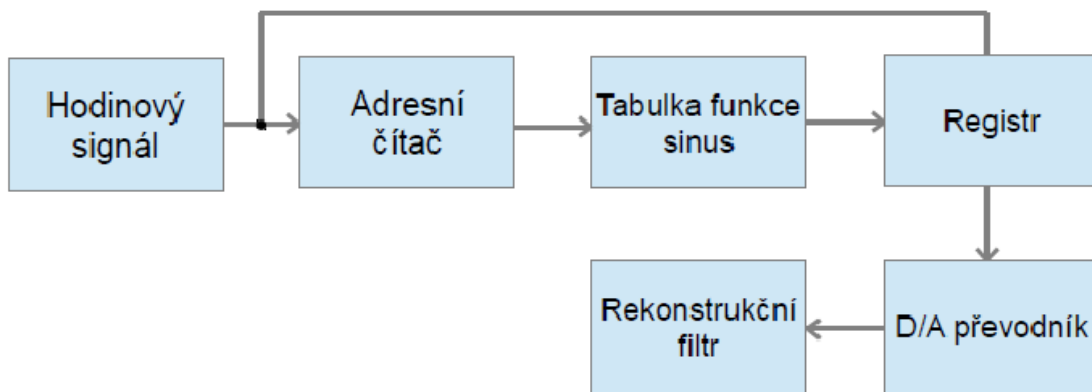 Hodinový
signál
Adresní
čítač
Tabulka funkce
sinus
Registr
Rekonstrukční
filtr
D/A převodník